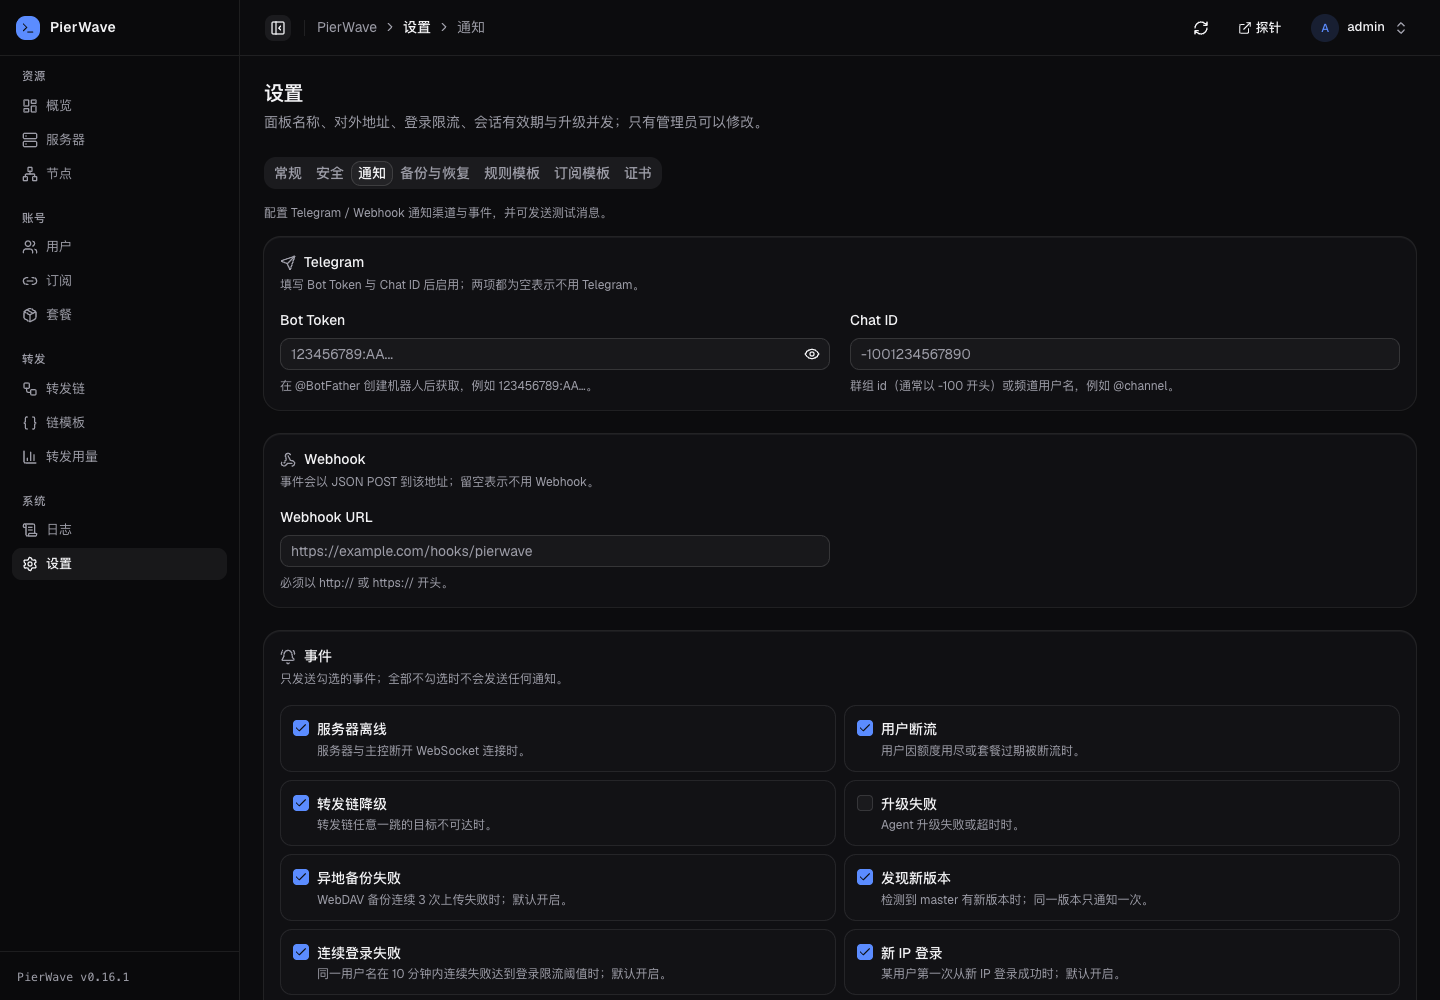 PierWave
PierWave
设置
通知
探针
A
admin
资源
概览
服务器
节点
账号
用户
订阅
套餐
转发
转发链
链模板
转发用量
系统
日志
设置
PierWave v0.16.1
设置
面板名称、对外地址、登录限流、会话有效期与升级并发；只有管理员可以修改。
常规
安全
通知
备份与恢复
规则模板
订阅模板
证书
配置 Telegram / Webhook 通知渠道与事件，并可发送测试消息。
Telegram
填写 Bot Token 与 Chat ID 后启用；两项都为空表示不用 Telegram。
Bot Token
Chat ID
123456789:AA...
-1001234567890
在 @BotFather 创建机器人后获取，例如 123456789:AA...。
群组 id（通常以 -100 开头）或频道用户名，例如 @channel。
Webhook
事件会以 JSON POST 到该地址；留空表示不用 Webhook。
Webhook URL
https://example.com/hooks/pierwave
必须以 http:// 或 https:// 开头。
事件
只发送勾选的事件；全部不勾选时不会发送任何通知。
服务器离线
服务器与主控断开 WebSocket 连接时。
用户断流
用户因额度用尽或套餐过期被断流时。
转发链降级
转发链任意一跳的目标不可达时。
升级失败
Agent 升级失败或超时时。
异地备份失败
WebDAV 备份连续 3 次上传失败时；默认开启。
发现新版本
检测到 master 有新版本时；同一版本只通知一次。
连续登录失败
同一用户名在 10 分钟内连续失败达到登录限流阈值时；默认开启。
新 IP 登录
某用户第一次从新 IP 登录成功时；默认开启。